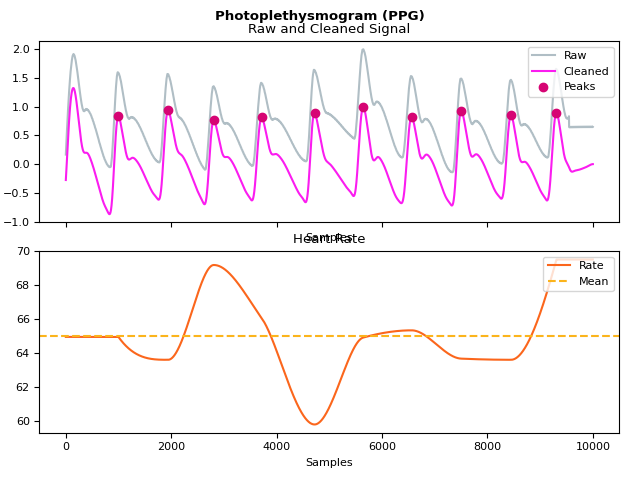 Photoplethysmogram (PPG)
Raw and Cleaned Signal
2.0
1.5
1.0
0.5
0.0
−0.5
−1.0
Raw
Cleaned
Peaks
Samples
Heart Rate
70
68
66
64
62
60
Rate
Mean
0 2000 4000 6000 8000 10000
Samples